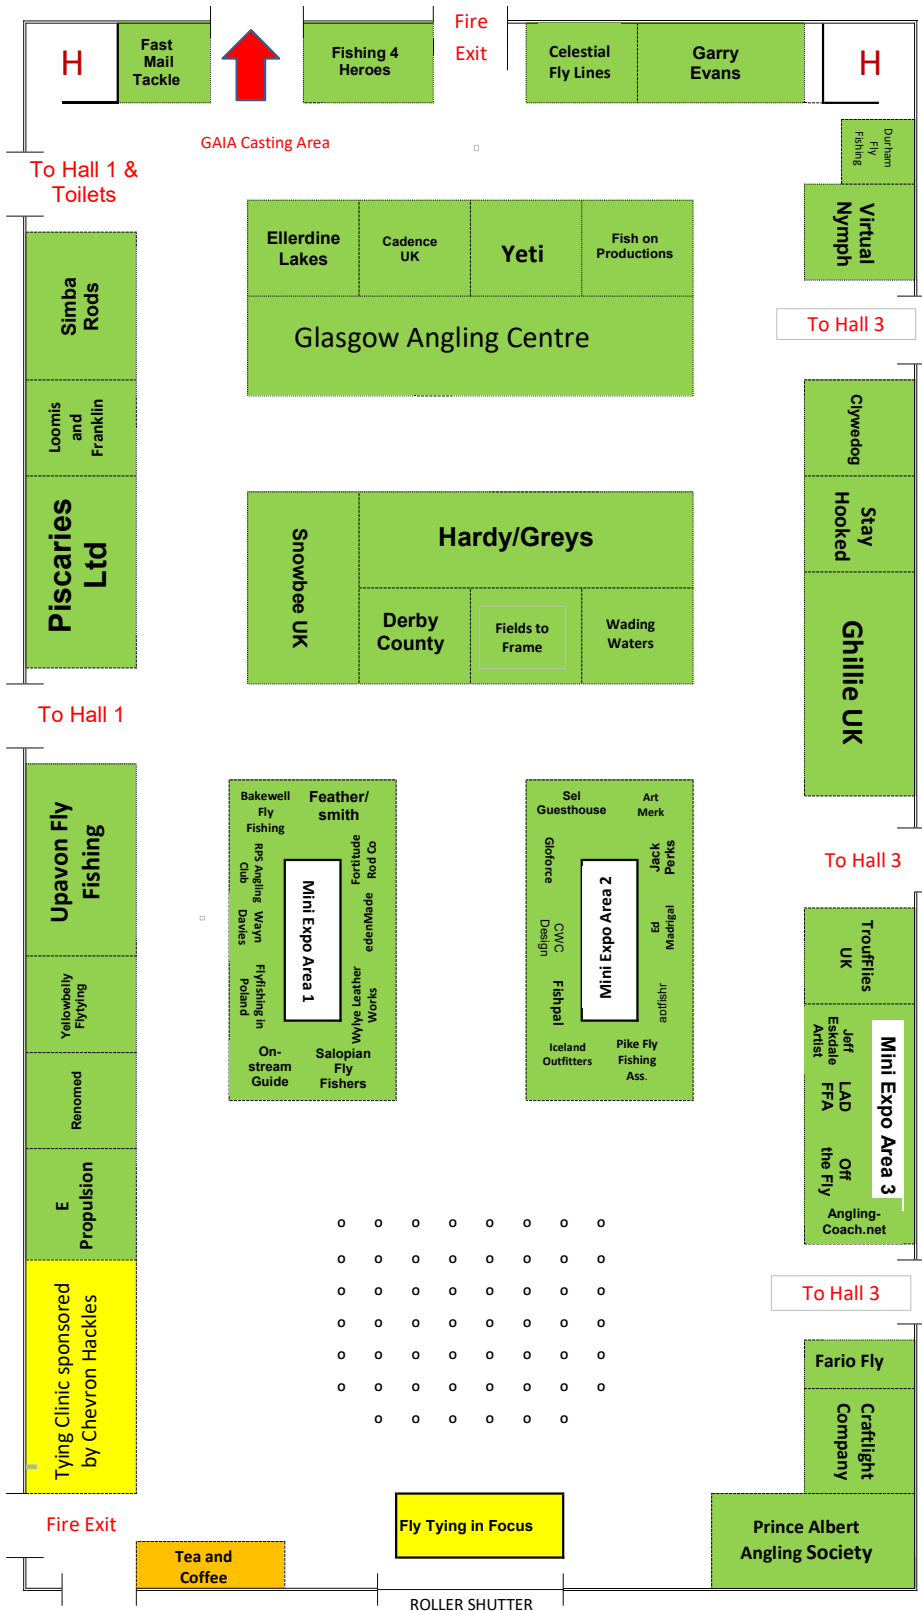 Fire
Exit
H
Fast
Mail
Tackle
Fishing 4
Heroes
Celestial
Fly Lines
Garry
Evans
H
GAIA Casting Area
To Hall 1 &
Toilets
Durham
Fly
Fishing
Virtual
Nymph
To Hall 3
Ellerdine
Lakes
Cadence
UK
Yeti
Fish on
Productions
Glasgow Angling Centre
Simba
Rods
Loomis
and
Franklin
Piscaries
Ltd
Clywedog
Stay
Hooked
Ghillie UK
Snowbee UK
Hardy/Greys
Derby
County
Fields to
Frame
Wading
Waters
To Hall 1
To Hall 3
Upavon Fly
Fishing
Yellowbelly
Flytying
Renomed
E
Propulsion
Tying Clinic sponsored
by Chevron Hackles
Bakewell
Fly
Fishing
Feather/
smith
RPS Angling
Club
Wayn
Davies
Flyfishing in
Poland
Mini Expo Area 1
Fortitude
Rod Co
edenMade
Wylye Leather
Works
On-
stream
Guide
Salopian
Fly
Fishers
Sel
Guesthouse
Art
Merk
Gloforce
CWC
Design
Fishpal
Mini Expo Area 2
Jack
Perks
Ed
Madrigal
aptfishr
Iceland
Outfitters
Pike Fly
Fishing
Ass.
TroufFlies
UK
Jeff
Eskdale
Artist
LAD
FFA
Off
the Fly
Mini Expo Area 3
Angling-
Coach.net
To Hall 3
o o o o o o o o
o o o o o o o o
o o o o o o o o
o o o o o o o o
o o o o o o o o
o o o o o o o o
o o o o o o
Fario Fly
Craftlight
Company
Prince Albert
Angling Society
Fire Exit
Fly Tying in Focus
Tea and
Coffee
ROLLER SHUTTER